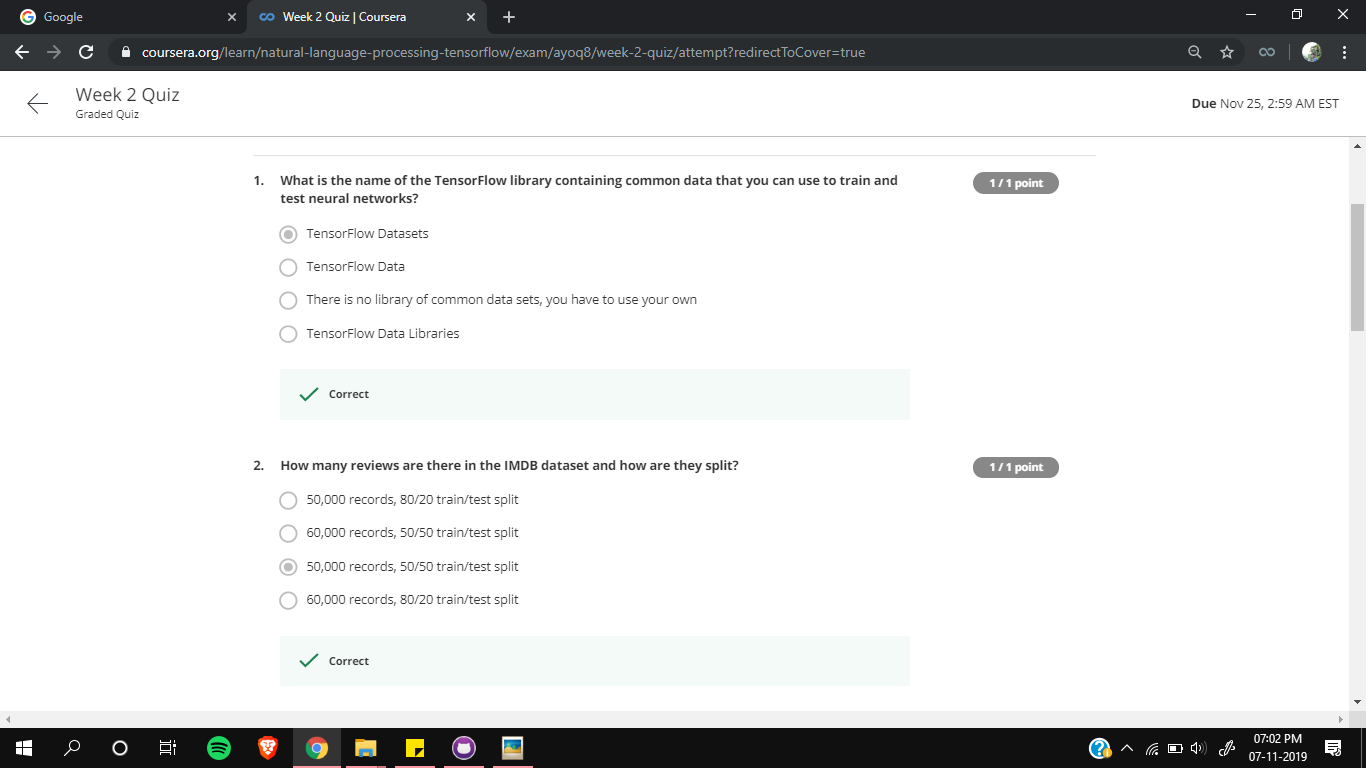 Google
Week 2 Quiz | Coursera
coursera.org/learn/natural-language-processing-tensorflow/exam/ayoq8/week-2-quiz/attempt?redirectToCover=true
Week 2 Quiz
Graded Quiz
Due Nov 25, 2:59 AM EST
1. What is the name of the TensorFlow library containing common data that you can use to train and
test neural networks?
1 / 1 point
TensorFlow Datasets
TensorFlow Data
There is no library of common data sets, you have to use your own
TensorFlow Data Libraries
Correct
2. How many reviews are there in the IMDB dataset and how are they split?
1 / 1 point
50,000 records, 80/20 train/test split
60,000 records, 50/50 train/test split
50,000 records, 50/50 train/test split
60,000 records, 80/20 train/test split
Correct
07:02 PM
07-11-2019